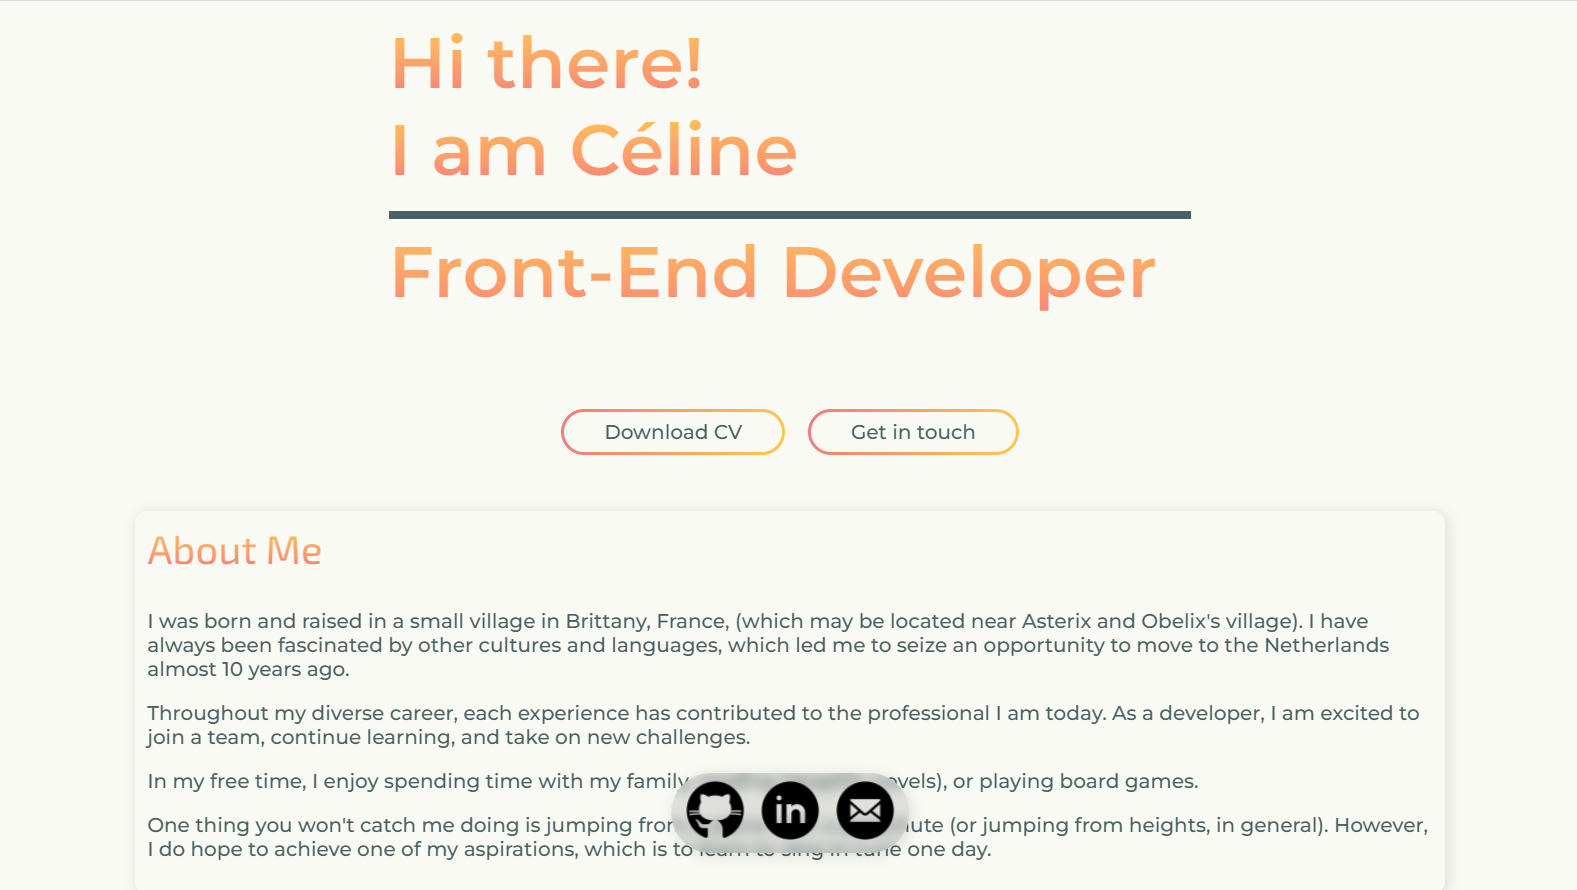 Hi there!
I am Céline
Front-End Developer
Download CV
Get in touch
About Me
I was born and raised in a small village in Brittany, France, (which may be located near Asterix and Obelix's village). I have
always been fascinated by other cultures and languages, which led me to seize an opportunity to move to the Netherlands
almost 10 years ago.
Throughout my diverse career, each experience has contributed to the professional I am today. As a developer, I am excited to
join a team, continue learning, and take on new challenges.
In my free time, I enjoy spending time with my family, or playing board games.
in
One thing you won't catch me doing is jumping (or jumping from heights, in general). However,
I do hope to achieve one of my aspirations, which is to learn to sing in tune one day.